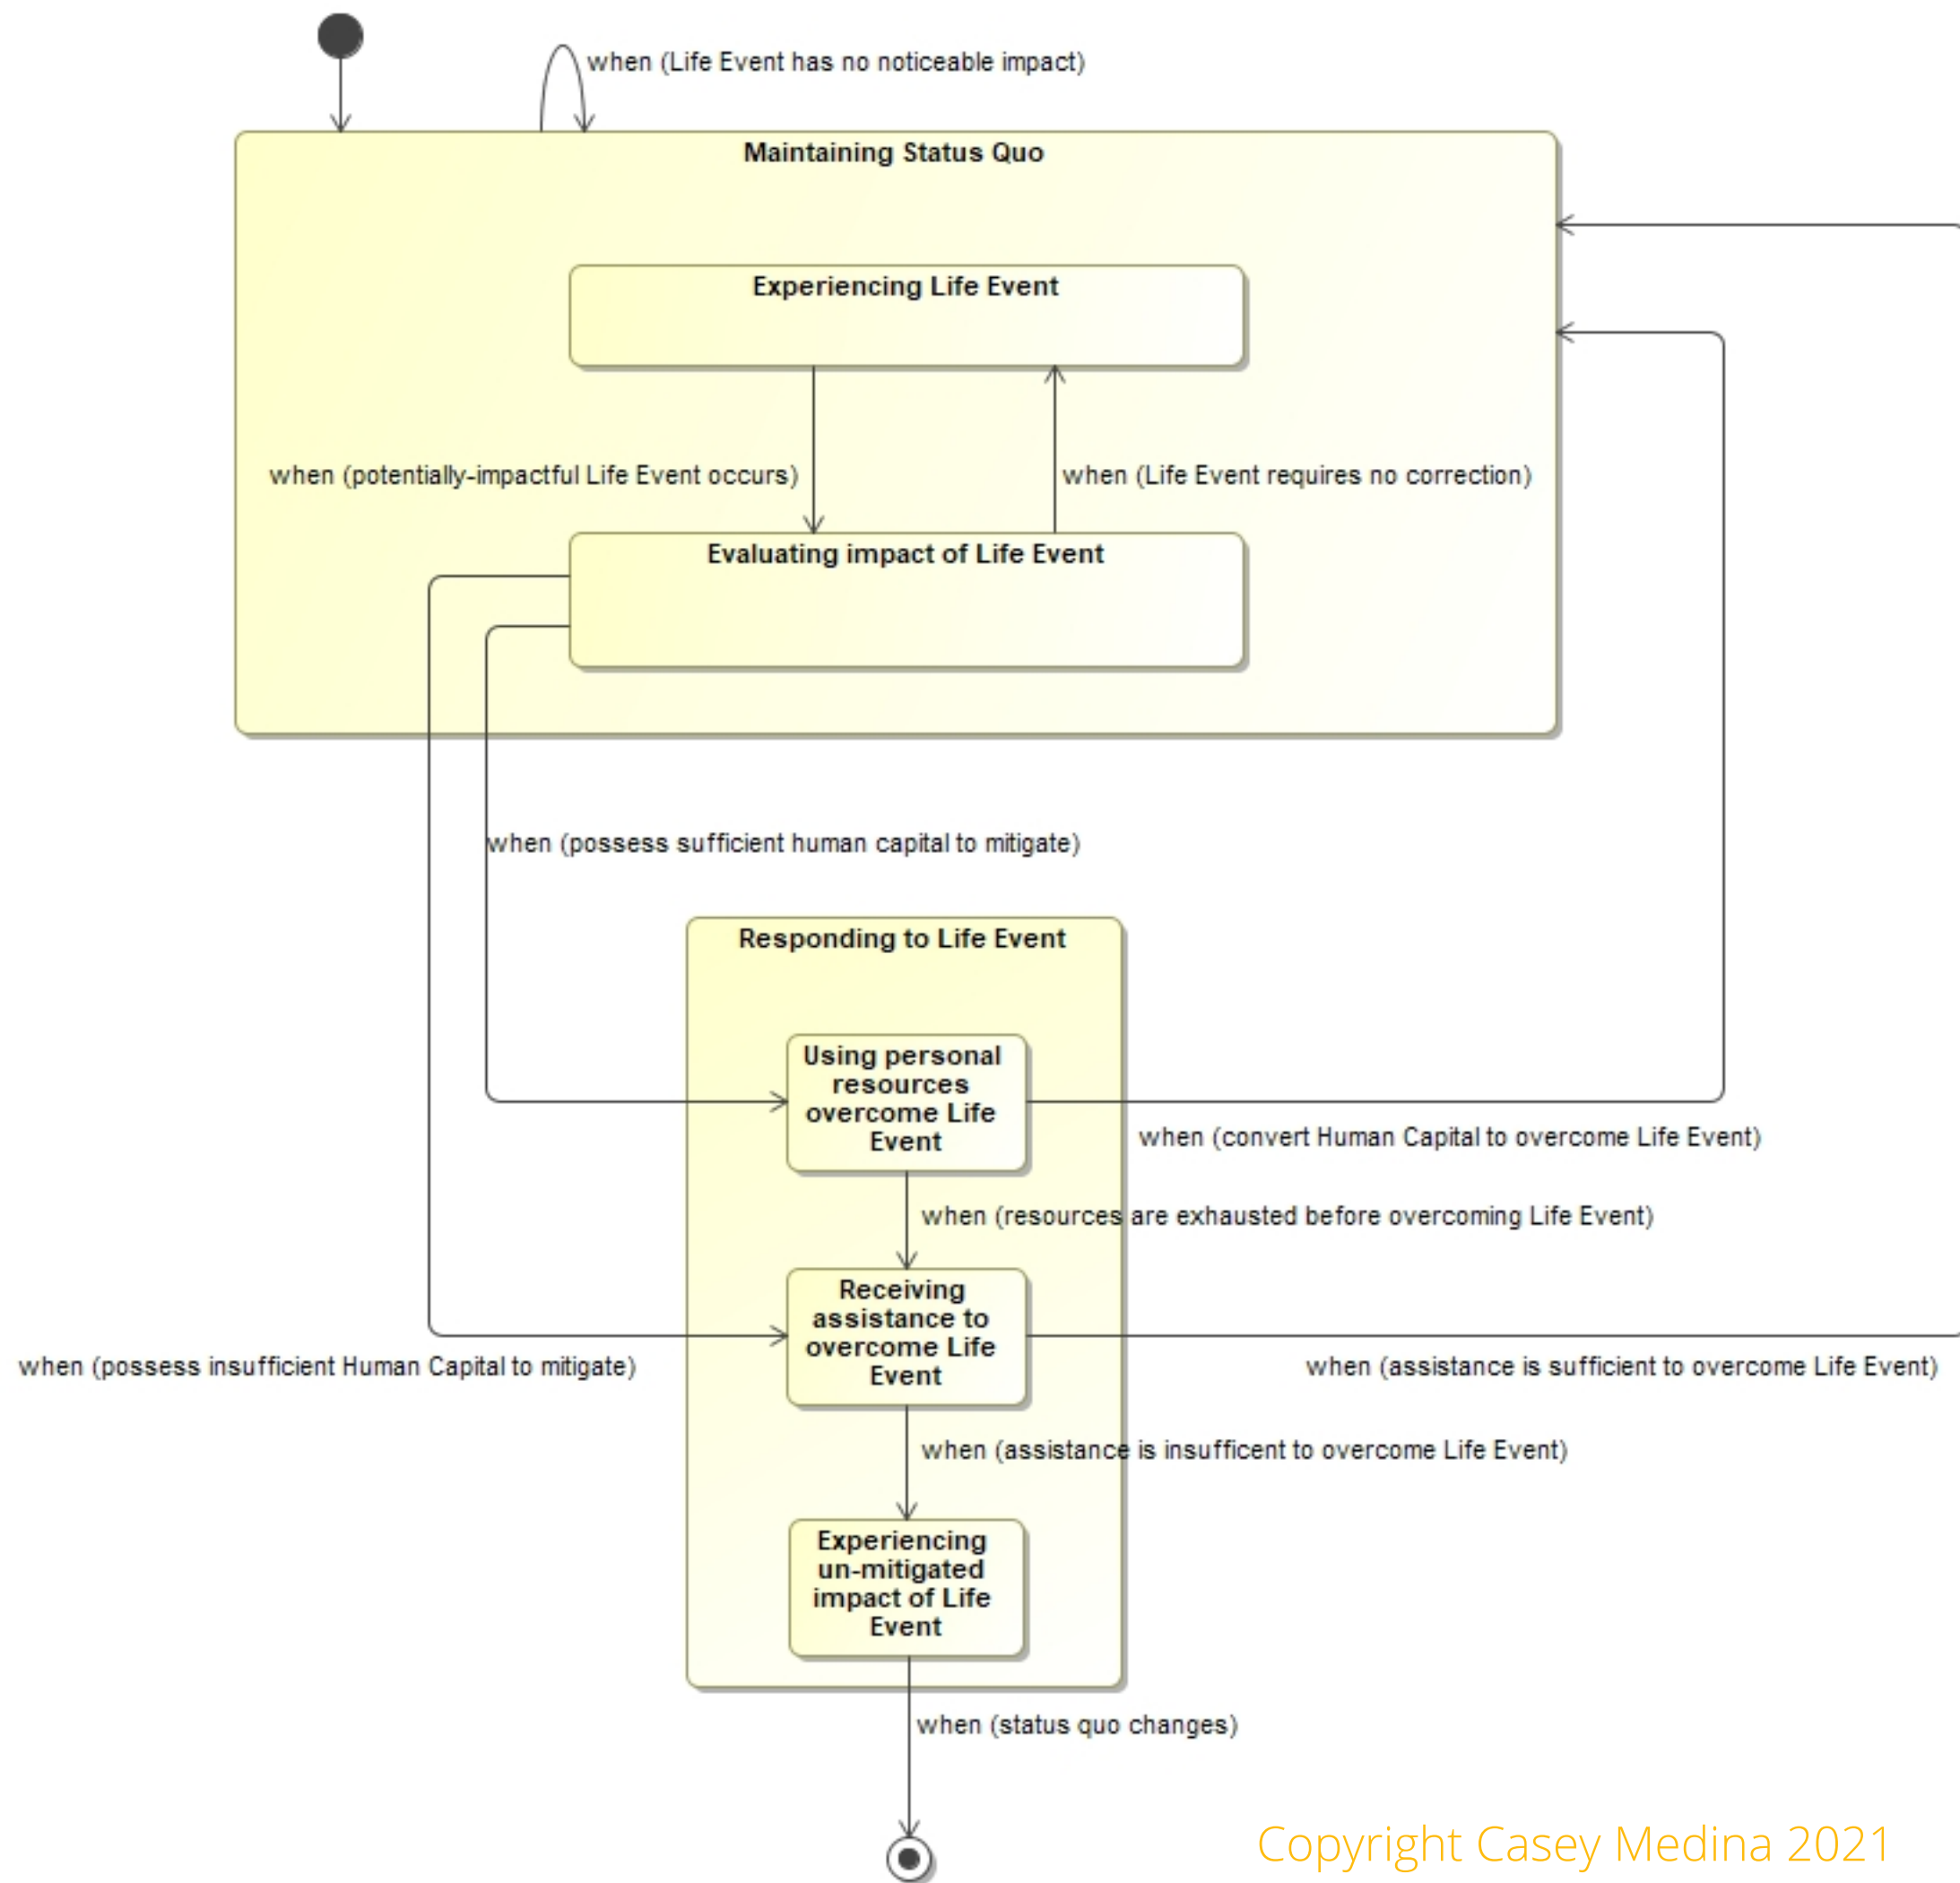 when (Life Event has no noticeable impact)
Maintaining Status Quo
Experiencing Life Event
when (potentially-impactful Life Event occurs)
when (Life Event requires no correction)
Evaluating impact of Life Event
when (possess sufficient human capital to mitigate)
Responding to Life Event
Using personal
resources
overcome Life
Event
when (convert Human Capital to overcome Life Event)
when (resources are exhausted before overcoming Life Event)
Receiving
assistance to
overcome Life
Event
when (possess insufficient Human Capital to mitigate)
when (assistance is sufficient to overcome Life Event)
when (assistance is insufficent to overcome Life Event)
Experiencing
un-mitigated
impact of Life
Event
when (status quo changes)
Copyright Casey Medina 2021